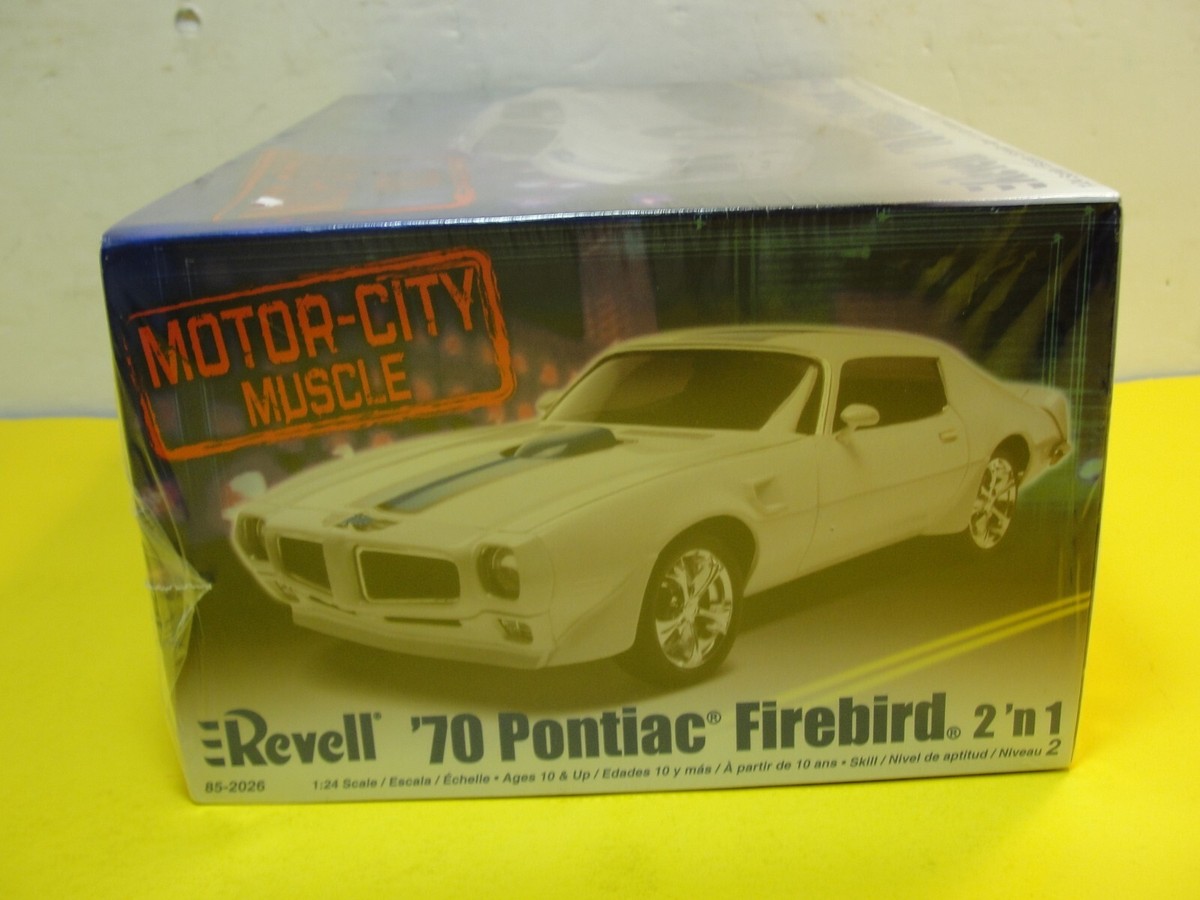 MOTOR-CITY
MUSCLE
Revell® '70 Pontiac® Firebird® 2 'n 1
85-2026 1:24 Scale / Escala / Échelle • Ages 10 & Up / Edades 10 y más / À partir de 10 ans • Skill / Nivel de aptitud / Niveau 2